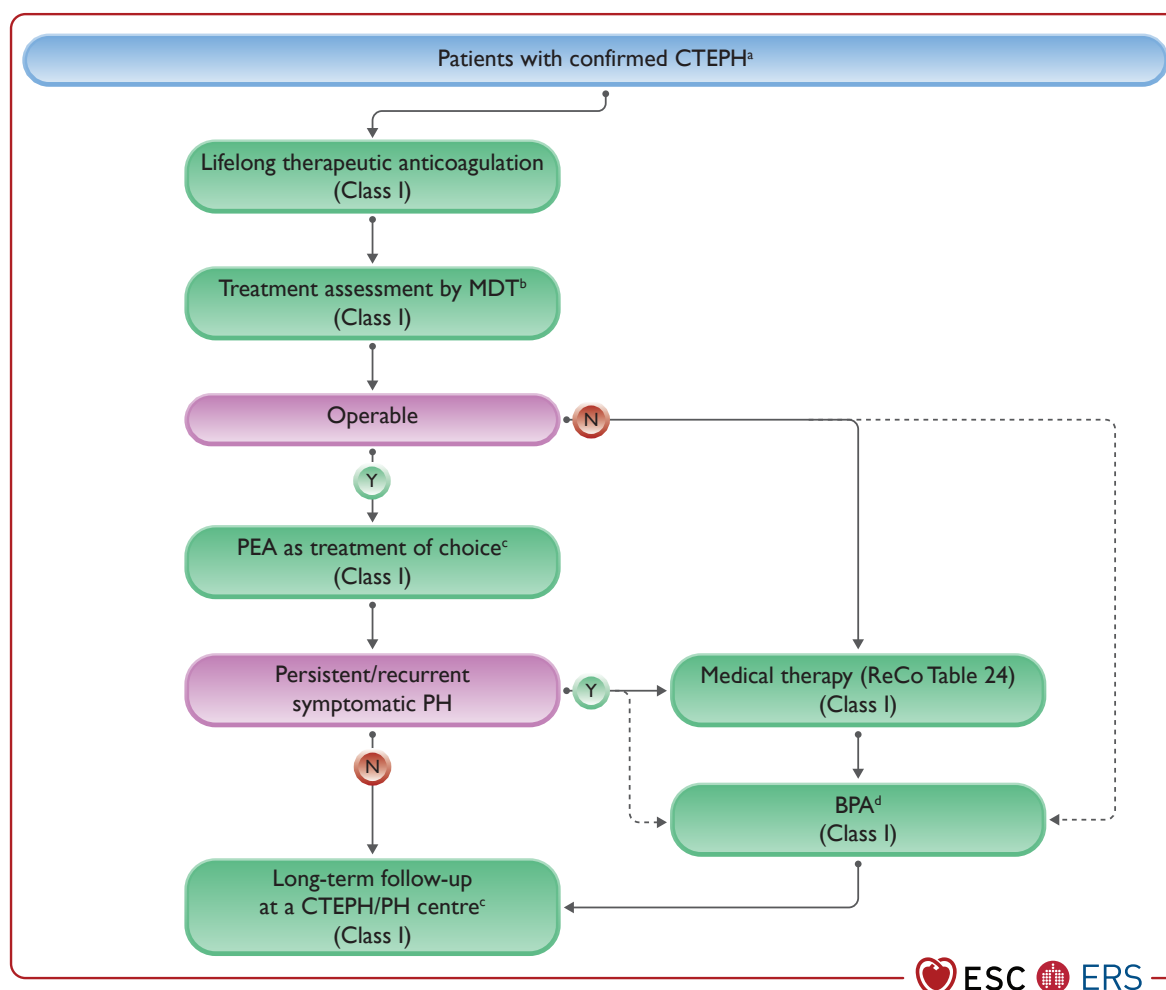 Patients with confirmed CTEPHᵃ
Lifelong therapeutic anticoagulation
(Class I)
Treatment assessment by MDTᵇ
(Class I)
Operable
N
Y
PEA as treatment of choiceᶜ
(Class I)
Persistent/recurrent
symptomatic PH
Y
Medical therapy (ReCo Table 24)
(Class I)
N
BPAᵈ
(Class I)
Long-term follow-up
at a CTEPH/PH centreᶜ
(Class I)
ESC ERS